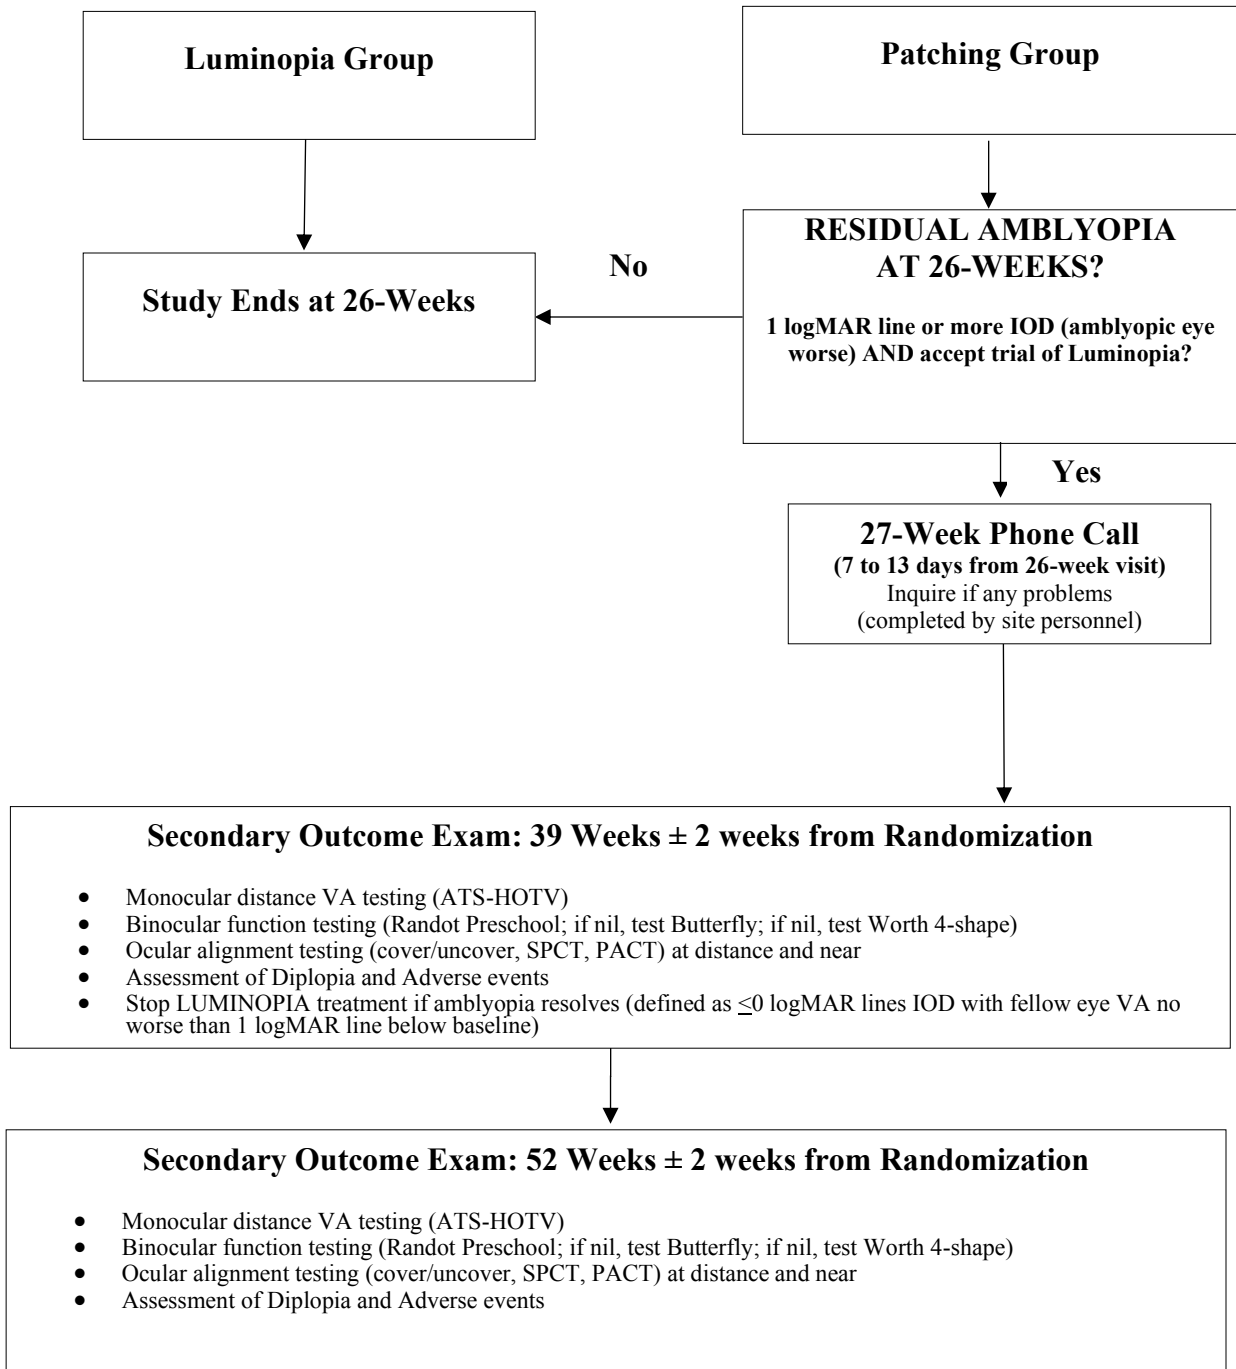 Luminopia Group
Patching Group
RESIDUAL AMBLYOPIA
AT 26-WEEKS?
1 logMAR line or more IOD (amblyopic eye
worse) AND accept trial of Luminopia?
No
Study Ends at 26-Weeks
Yes
27-Week Phone Call
(7 to 13 days from 26-week visit)
Inquire if any problems
(completed by site personnel)
Secondary Outcome Exam: 39 Weeks ± 2 weeks from Randomization
• Monocular distance VA testing (ATS-HOTV)
• Binocular function testing (Randot Preschool; if nil, test Butterfly; if nil, test Worth 4-shape)
• Ocular alignment testing (cover/uncover, SPCT, PACT) at distance and near
• Assessment of Diplopia and Adverse events
• Stop LUMINOPIA treatment if amblyopia resolves (defined as <0 logMAR lines IOD with fellow eye VA no
worse than 1 logMAR line below baseline)
Secondary Outcome Exam: 52 Weeks ± 2 weeks from Randomization
• Monocular distance VA testing (ATS-HOTV)
• Binocular function testing (Randot Preschool; if nil, test Butterfly; if nil, test Worth 4-shape)
• Ocular alignment testing (cover/uncover, SPCT, PACT) at distance and near
• Assessment of Diplopia and Adverse events